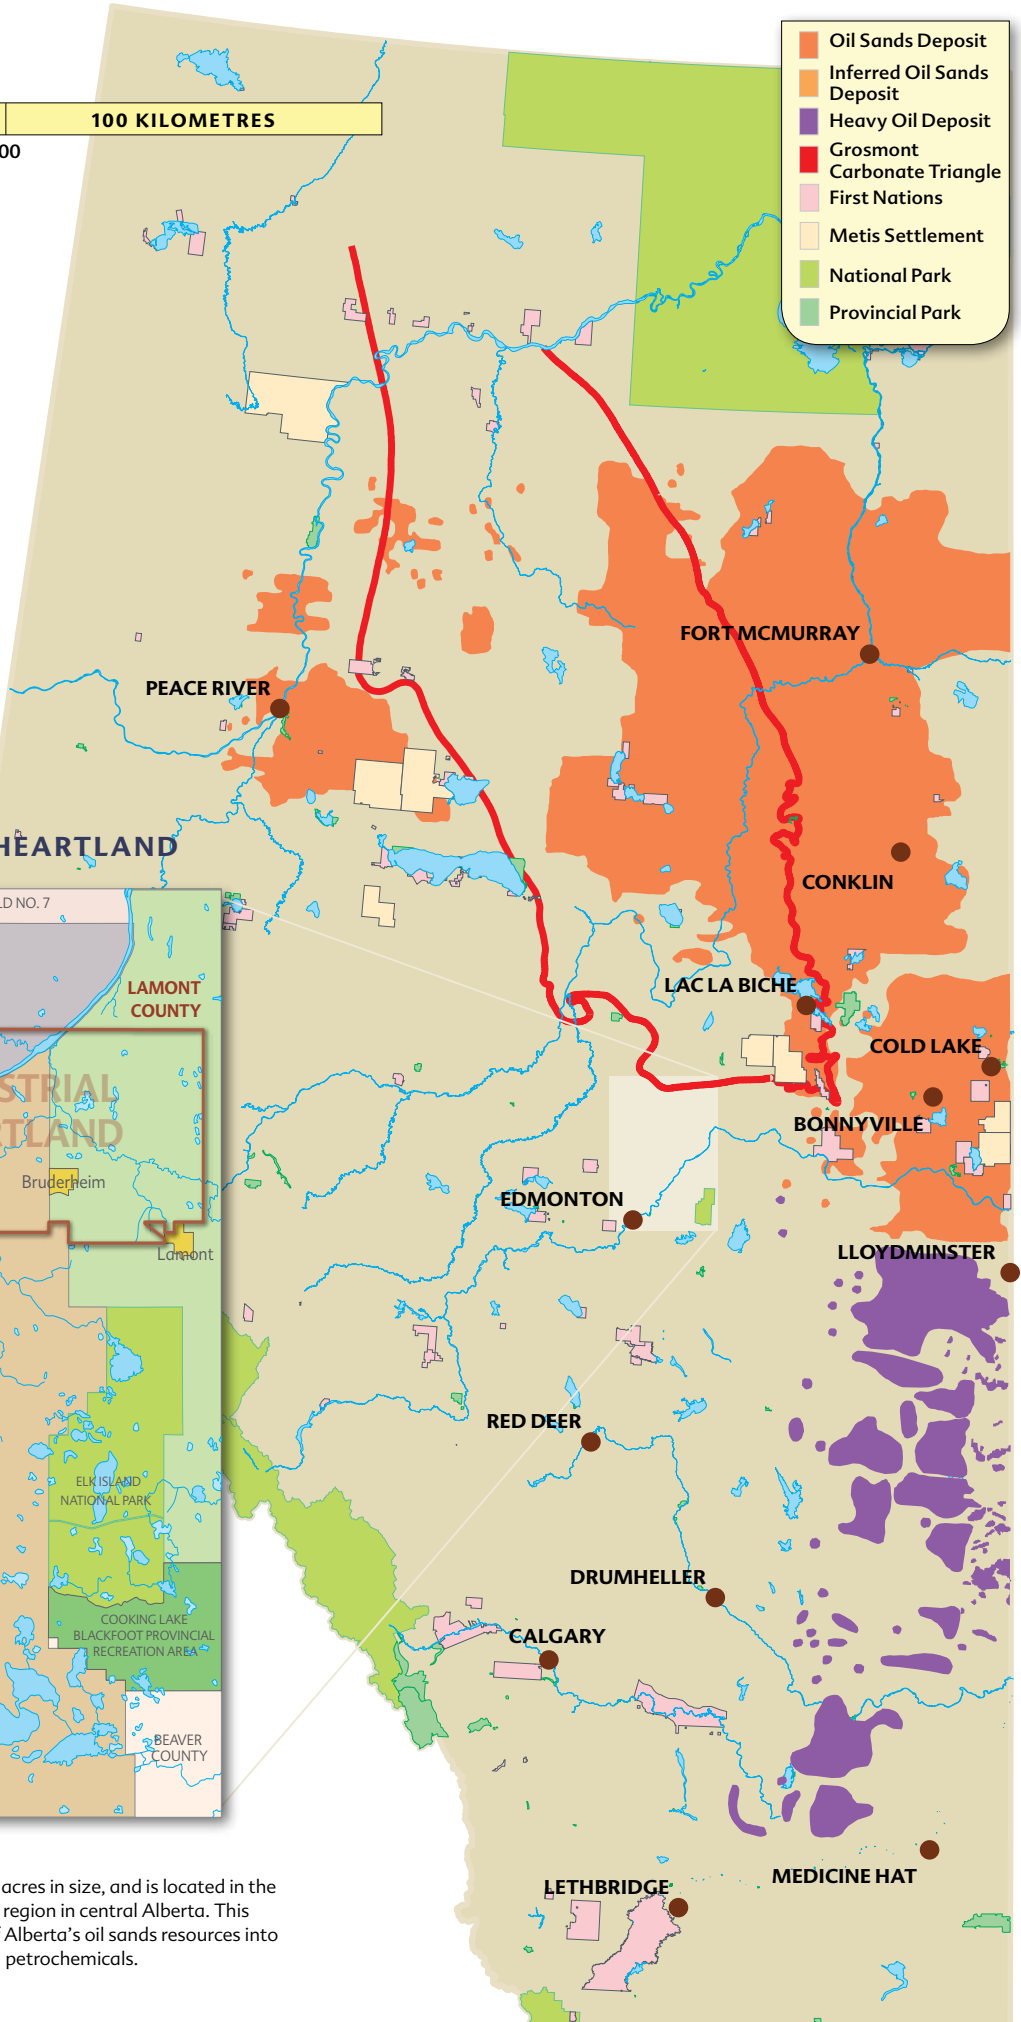 Oil Sands Deposit
Inferred Oil Sands
Deposit
Heavy Oil Deposit
Grosmont
Carbonate Triangle
First Nations
Metis Settlement
National Park
Provincial Park
100 KILOMETRES
00
FORT MCMURRAY
PEACE RIVER
HEARTLAND
CONKLIN
LD NO. 7
LAMONT
COUNTY
LAC LA BICHE
COLD LAKE
STRIAL
RTLAND
BONNYVILLE
Bruderheim
EDMONTON
Lamont
LLOYDMINSTER
RED DEER
ELK ISLAND
NATIONAL PARK
DRUMHELLER
COOKING LAKE
BLACKFOOT PROVINCIAL
RECREATION AREA
CALGARY
BEAVER
COUNTY
MEDICINE HAT
LETHBRIDGE
acres in size, and is located in the
region in central Alberta. This
f Alberta's oil sands resources into
petrochemicals.